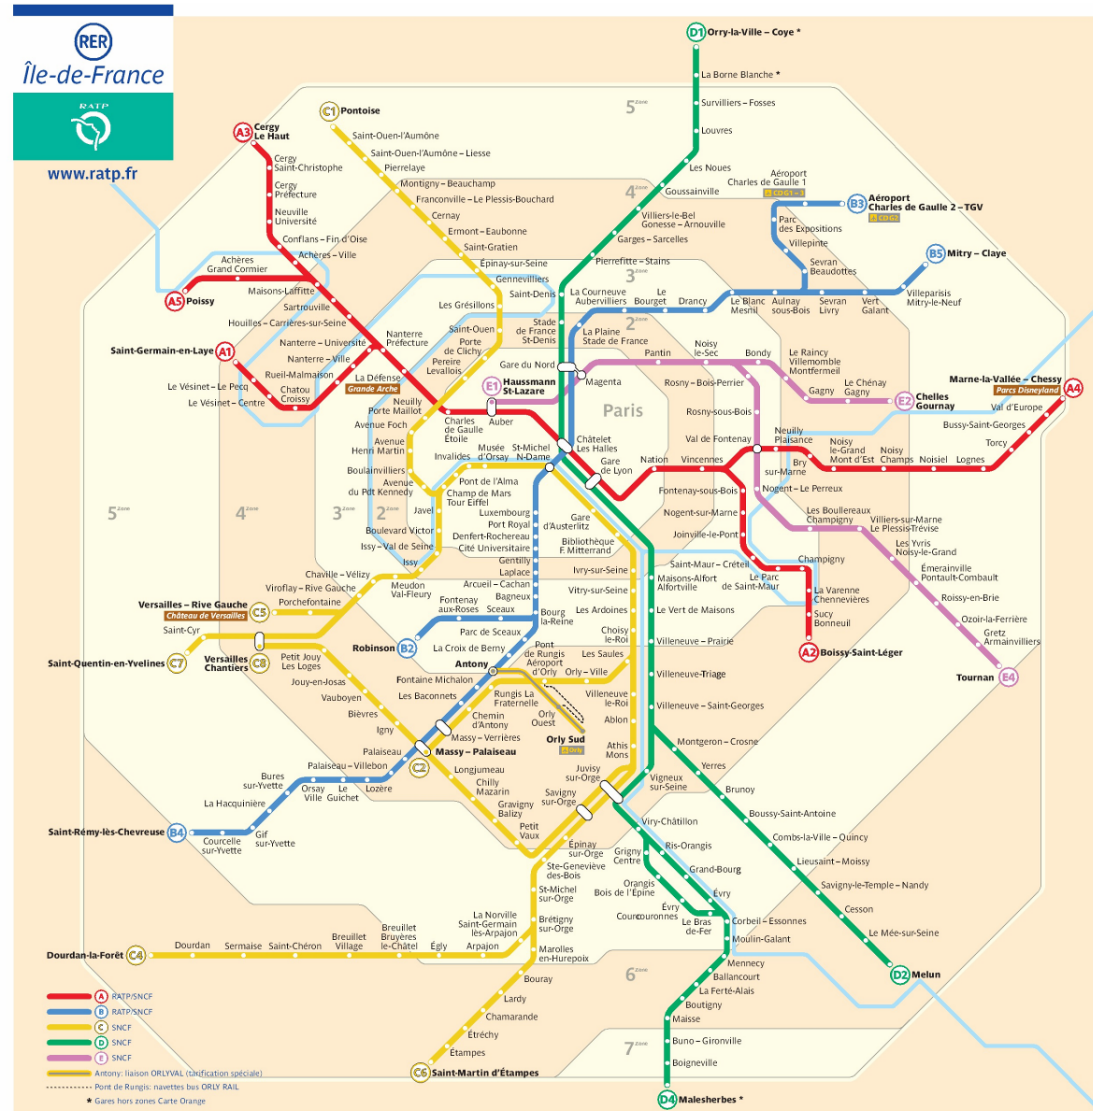 RER
Île-de-France
RATP
www.ratp.fr
D1 Orry-la-Ville – Coye *
La Borne Blanche *
Survilliers – Fosses
Louvres
Les Noues
Goussainville
Villiers-le-Bel
Gonesse – Arnouville
Garges – Sarcelles
Pierrefitte – Stains
Saint-Denis
Stade
de France
St-Denis
5 Zone
4 Zone
3 Zone
2 Zone
Paris
C1 Pontoise
Saint-Ouen-l'Aumône
Saint-Ouen-l'Aumône – Liesse
Pierrelaye
Montigny – Beauchamp
Franconville – Le Plessis-Bouchard
Cernay
Ermont – Eaubonne
Saint-Gratien
Épinay-sur-Seine
Gennevilliers
Les Grésillons
Saint-Ouen
Porte
de Clichy
Pereire
Levallois
Neuilly
Porte Maillot
Avenue Foch
Avenue
Henri Martin
Boulainvilliers
Avenue
du Pdt Kennedy
A3 Cergy
Le Haut
Cergy
Saint-Christophe
Cergy
Préfecture
Neuville
Université
Conflans – Fin d'Oise
Achères – Ville
Achères
Grand Cormier
A5 Poissy
Maisons-Laffitte
Sartrouville
Houilles – Carrières-sur-Seine
Nanterre – Université
Nanterre
Préfecture
Nanterre – Ville
Rueil-Malmaison
Chatou
Croissy
Saint-Germain-en-Laye A1
Le Vésinet – Le Pecq
Le Vésinet – Centre
La Défense
Grande Arche
Charles
de Gaulle
Étoile
Auber
E1 Haussmann
St-Lazare
Gare du Nord
Magenta
Châtelet
Les Halles
Gare
de Lyon
Nation
Vincennes
Val de Fontenay
Neuilly
Plaisance
Bry
sur-Marne
Noisy
le-Grand
Mont d'Est
Noisy
Champs
Noisiel
Lognes
Torcy
Bussy-Saint-Georges
Val d'Europe
Marne-la-Vallée – Chessy A4
Parcs Disneyland
Fontenay-sous-Bois
Nogent-sur-Marne
Joinville-le-Pont
Saint-Maur – Créteil
Le Parc
de Saint-Maur
Champigny
La Varenne
Chennevières
Sucy
Bonneuil
A2 Boissy-Saint-Léger
Aéroport
Charles de Gaulle 1
CDG1 – 3
B3 Aéroport
Charles de Gaulle 2 – TGV
CDG2
Parc
des Expositions
Villepinte
Sevran
Beaudottes
B5 Mitry – Claye
Villeparisis
Mitry-le-Neuf
Vert
Galant
Sevran
Livry
Aulnay
sous-Bois
Le Blanc
Mesnil
Drancy
Le
Bourget
La Courneuve
Aubervilliers
La Plaine
Stade de France
Pantin
Noisy
le-Sec
Bondy
Le Raincy
Villemomble
Montfermeil
Gagny
Le Chénay
Gagny
E2 Chelles
Gournay
Rosny – Bois-Perrier
Rosny-sous-Bois
Nogent – Le Perreux
Les Boullereaux
Champigny
Villiers-sur-Marne
Le Plessis-Trévise
Les Yvris
Noisy-le-Grand
Émerainville
Pontault-Combault
Roissy-en-Brie
Ozoir-la-Ferrière
Gretz
Armainvilliers
Tournan E4
Invalides
Musée
d'Orsay
St-Michel
N-Dame
Pont de l'Alma
Champ de Mars
Tour Eiffel
Javel
Boulevard Victor
Issy – Val de Seine
Issy
Meudon
Val-Fleury
Chaville – Vélizy
Viroflay – Rive Gauche
Porchefontaine
Versailles – Rive Gauche C5
Château de Versailles
Saint-Cyr
Saint-Quentin-en-Yvelines C7
Versailles
Chantiers C8
Petit Jouy
Les Loges
Jouy-en-Josas
Vauboyen
Bièvres
Igny
5 Zone
4 Zone
3 Zone
2 Zone
Luxembourg
Port Royal
Denfert-Rochereau
Cité Universitaire
Gentilly
Laplace
Arcueil – Cachan
Bagneux
Bourg
la-Reine
Fontenay
aux-Roses
Sceaux
Robinson B2
Parc de Sceaux
La Croix de Berny
Antony
Fontaine Michalon
Les Baconnets
Massy – Verrières
Massy – Palaiseau
C2
Palaiseau
Palaiseau – Villebon
Lozère
Le
Guichet
Orsay
Ville
Bures
sur-Yvette
La Hacquinière
Gif
sur-Yvette
Courcelle
sur-Yvette
Saint-Rémy-lès-Chevreuse B4
Gare
d'Austerlitz
Bibliothèque
F. Mitterrand
Ivry-sur-Seine
Vitry-sur-Seine
Les Ardoines
Choisy
le-Roi
Les Saules
Orly – Ville
Pont
de Rungis
Aéroport
d'Orly
Rungis La
Fraternelle
Chemin
d'Antony
Orly
Ouest
Orly Sud
Orly
Villeneuve
le-Roi
Ablon
Athis
Mons
Juvisy
sur-Orge
Savigny
sur-Orge
Longjumeau
Chilly
Mazarin
Gravigny
Balizy
Petit
Vaux
Épinay
sur-Orge
Ste-Geneviève
des-Bois
St-Michel
sur-Orge
Brétigny
sur-Orge
Marolles
en-Hurepoix
Bouray
Lardy
Chamarande
Étréchy
Étampes
C6 Saint-Martin d'Étampes
La Norville
Saint-Germain
lès-Arpajon
Arpajon
Égly
Breuillet
Bruyères
le-Châtel
Breuillet
Village
Saint-Chéron
Sermaise
Dourdan
Dourdan-la-Forêt C4
Maisons-Alfort
Alfortville
Le Vert de Maisons
Villeneuve – Prairie
Villeneuve-Triage
Villeneuve – Saint-Georges
Montgeron – Crosne
Yerres
Brunoy
Boussy-Saint-Antoine
Combs-la-Ville – Quincy
Lieusaint – Moissy
Savigny-le-Temple – Nandy
Cesson
Le Mée-sur-Seine
D2 Melun
Vigneux
sur-Seine
Viry-Châtillon
Ris-Orangis
Grigny
Centre
Grand-Bourg
Orangis
Bois de l'Épine
Évry
Évry
Courcouronnes
Le Bras
de-Fer
Corbeil – Essonnes
Moulin-Galant
Mennecy
Ballancourt
La Ferté-Alais
Boutigny
Maisse
Buno – Gironville
Boigneville
D4 Malesherbes *
6 Zone
7 Zone
A RATP/SNCF
B RATP/SNCF
C SNCF
D SNCF
E SNCF
Antony: liaison ORLYVAL (tarification spéciale)
Pont de Rungis: navettes bus ORLY RAIL
* Gares hors zones Carte Orange